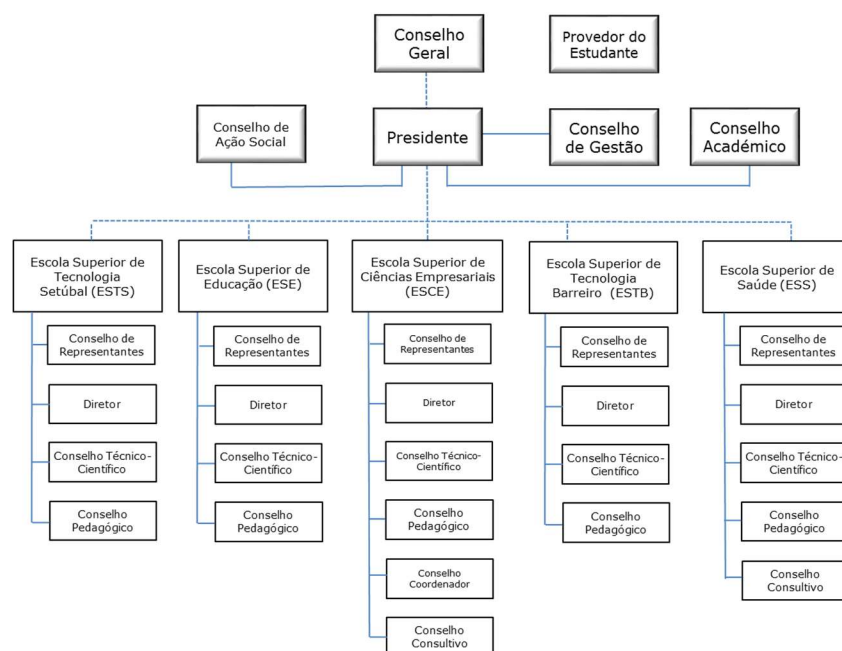 Conselho
Geral
Provedor do
Estudante
Conselho de
Ação Social
Presidente
Conselho
de Gestão
Conselho
Académico
Escola Superior de
Tecnologia
Setúbal (ESTS)
Escola Superior de
Educação (ESE)
Escola Superior de
Ciências Empresariais
(ESCE)
Escola Superior de
Tecnologia
Barreiro (ESTB)
Escola Superior de
Saúde (ESS)
Conselho de
Representantes
Diretor
Conselho Técnico-
Científico
Conselho
Pedagógico
Conselho de
Representantes
Diretor
Conselho Técnico-
Científico
Conselho
Pedagógico
Conselho de
Representantes
Diretor
Conselho Técnico-
Científico
Conselho
Pedagógico
Conselho
Coordenador
Conselho
Consultivo
Conselho de
Representantes
Diretor
Conselho Técnico-
Científico
Conselho
Pedagógico
Conselho de
Representantes
Diretor
Conselho Técnico-
Científico
Conselho
Pedagógico
Conselho
Consultivo